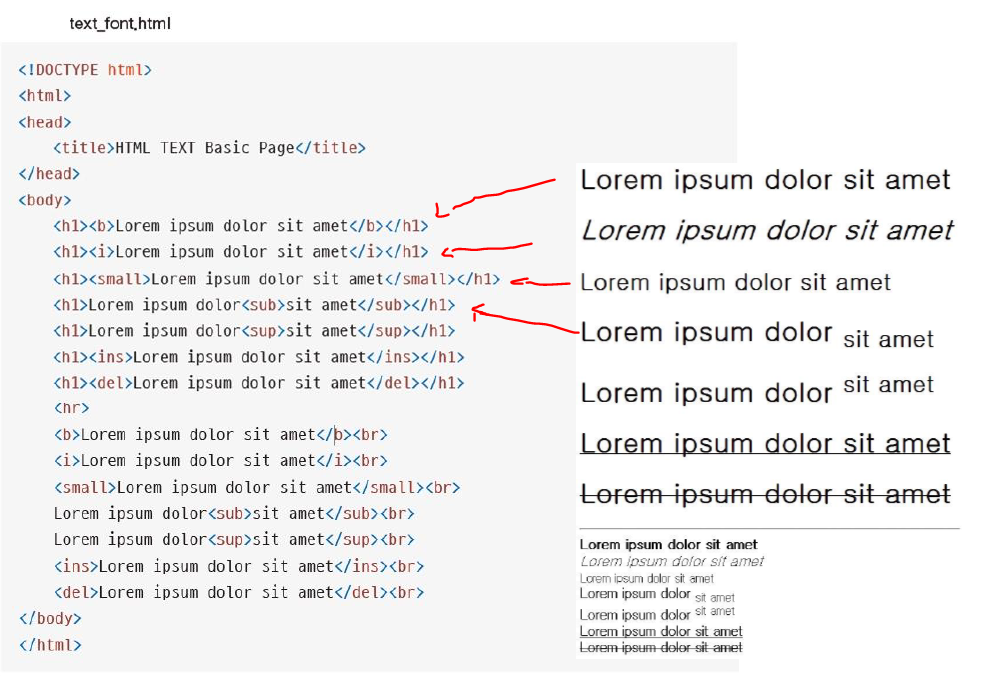 text_font.html
<!DOCTYPE html>
<html>
<head>
    <title>HTML TEXT Basic Page</title>
</head>
<body>
    <h1><b>Lorem ipsum dolor sit amet</b></h1>
    <h1><i>Lorem ipsum dolor sit amet</i></h1>
    <h1><small>Lorem ipsum dolor sit amet</small></h1>
    <h1>Lorem ipsum dolor<sub>sit amet</sub></h1>
    <h1>Lorem ipsum dolor<sup>sit amet</sup></h1>
    <h1><ins>Lorem ipsum dolor sit amet</ins></h1>
    <h1><del>Lorem ipsum dolor sit amet</del></h1>
    <hr>
    <b>Lorem ipsum dolor sit amet</b><br>
    <i>Lorem ipsum dolor sit amet</i><br>
    <small>Lorem ipsum dolor sit amet</small><br>
    Lorem ipsum dolor<sub>sit amet</sub><br>
    Lorem ipsum dolor<sup>sit amet</sup><br>
    <ins>Lorem ipsum dolor sit amet</ins><br>
    <del>Lorem ipsum dolor sit amet</del><br>
</body>
</html>
Lorem ipsum dolor sit amet
Lorem ipsum dolor sit amet
Lorem ipsum dolor sit amet
Lorem ipsum dolor sit amet
Lorem ipsum dolor sit amet
Lorem ipsum dolor sit amet
Lorem ipsum dolor sit amet
Lorem ipsum dolor sit amet
Lorem ipsum dolor sit amet
Lorem ipsum dolor sit amet
Lorem ipsum dolor sit amet
Lorem ipsum dolor sit amet
Lorem ipsum dolor sit amet
Lorem ipsum dolor sit amet